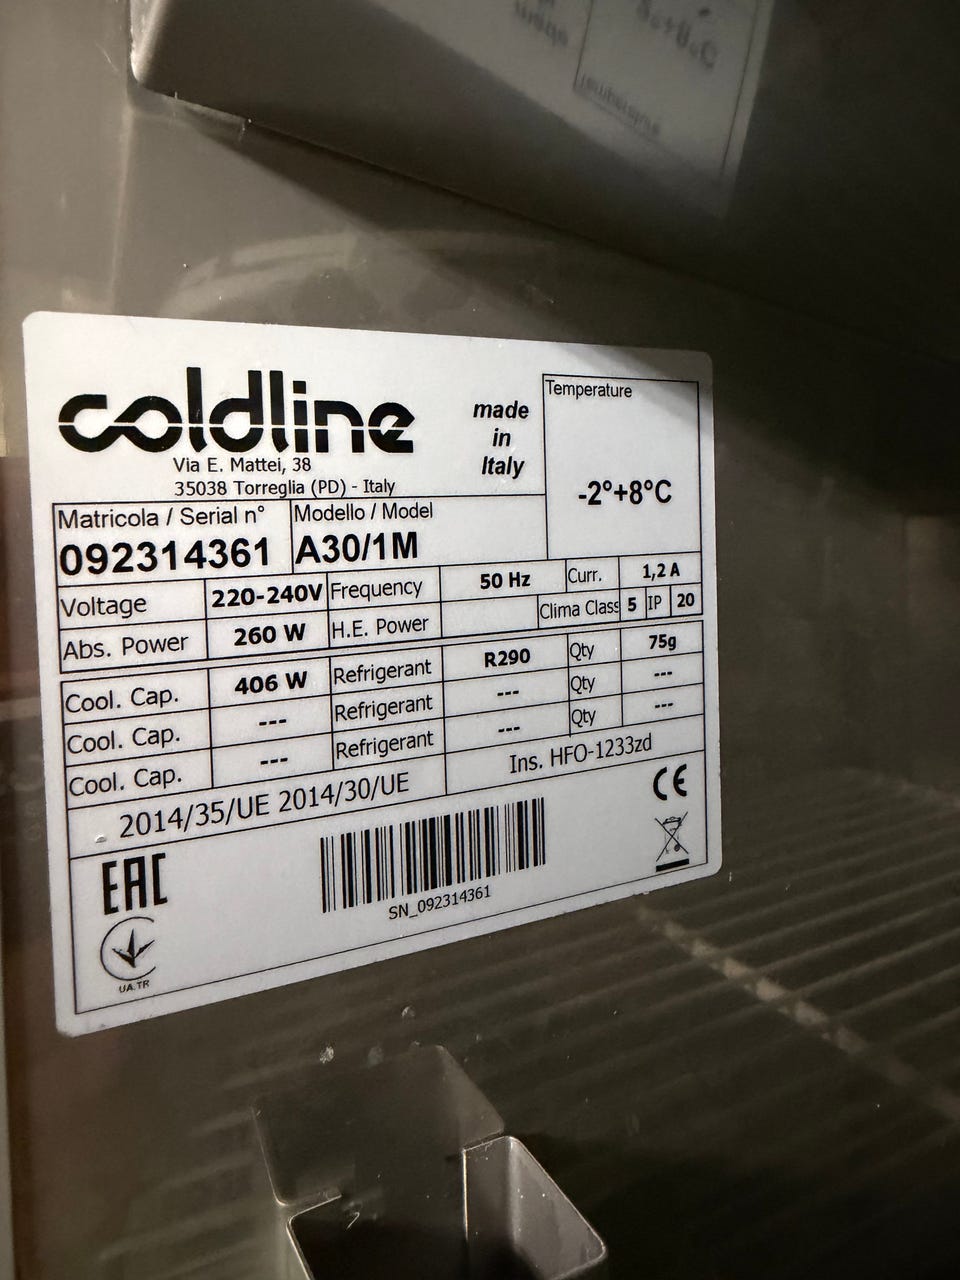 coldline
Via E. Mattei, 38
35038 Torreglia (PD) - Italy
made
in
Italy
Temperature
-2°+8°C
Matricola / Serial n° Modello / Model
092314361 A30/1M
Voltage 220-240V Frequency 50 Hz Curr. 1,2 A
Abs. Power 260 W H.E. Power Clima Class 5 IP 20
Cool. Cap. 406 W Refrigerant R290 Qty 75g
Cool. Cap. --- Refrigerant --- Qty ---
Cool. Cap. --- Refrigerant --- Qty ---
2014/35/UE 2014/30/UE Ins. HFO-1233zd
CE
EAC
SN_092314361
UA.TR